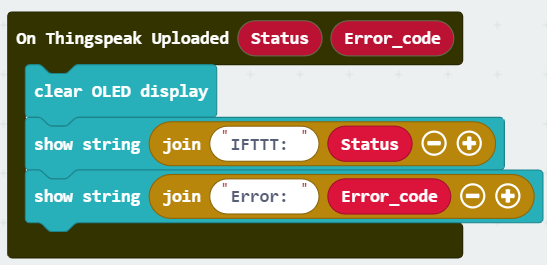 On Thingspeak Uploaded Status Error_code
clear OLED display
show string join "IFTTT: " Status
show string join "Error: " Error_code